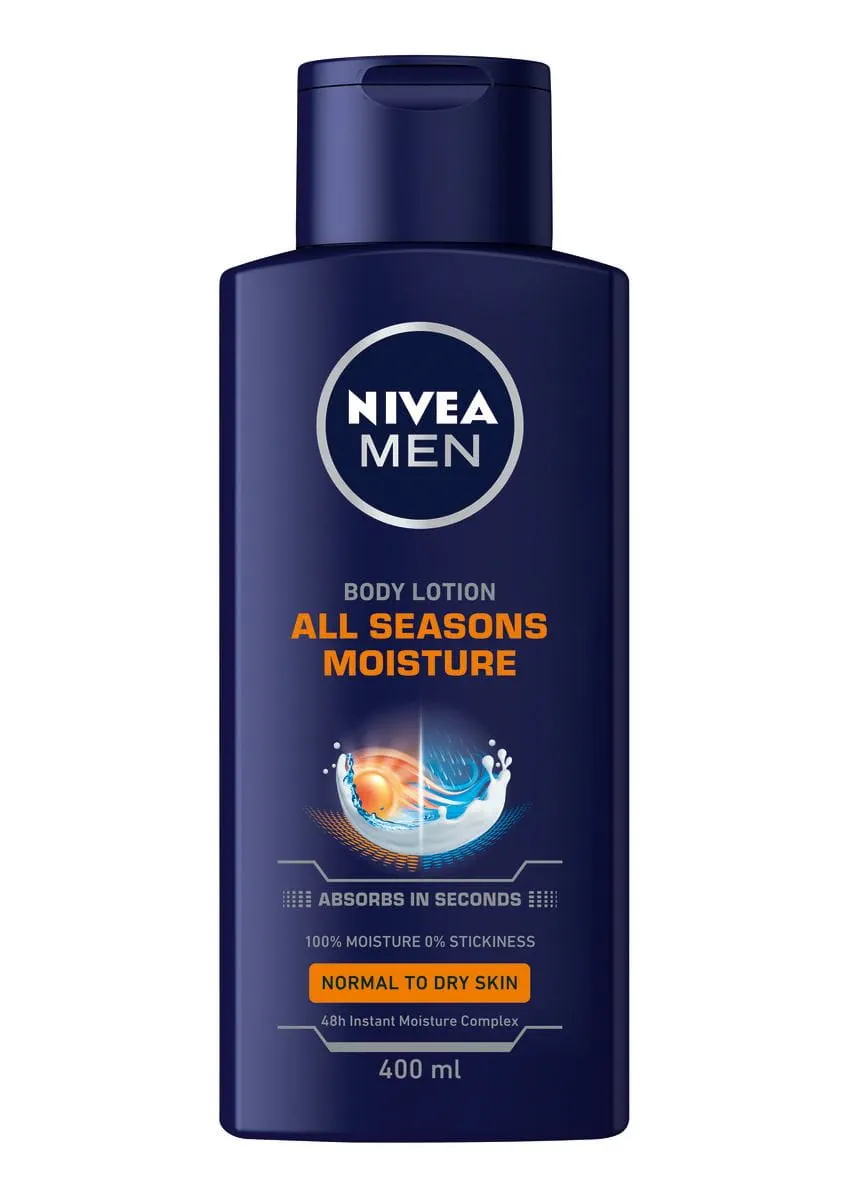 NIVEA
MEN
BODY LOTION
ALL SEASONS
MOISTURE
ABSORBS IN SECONDS
100% MOISTURE 0% STICKINESS
NORMAL TO DRY SKIN
48h Instant Moisture Complex
400 ml